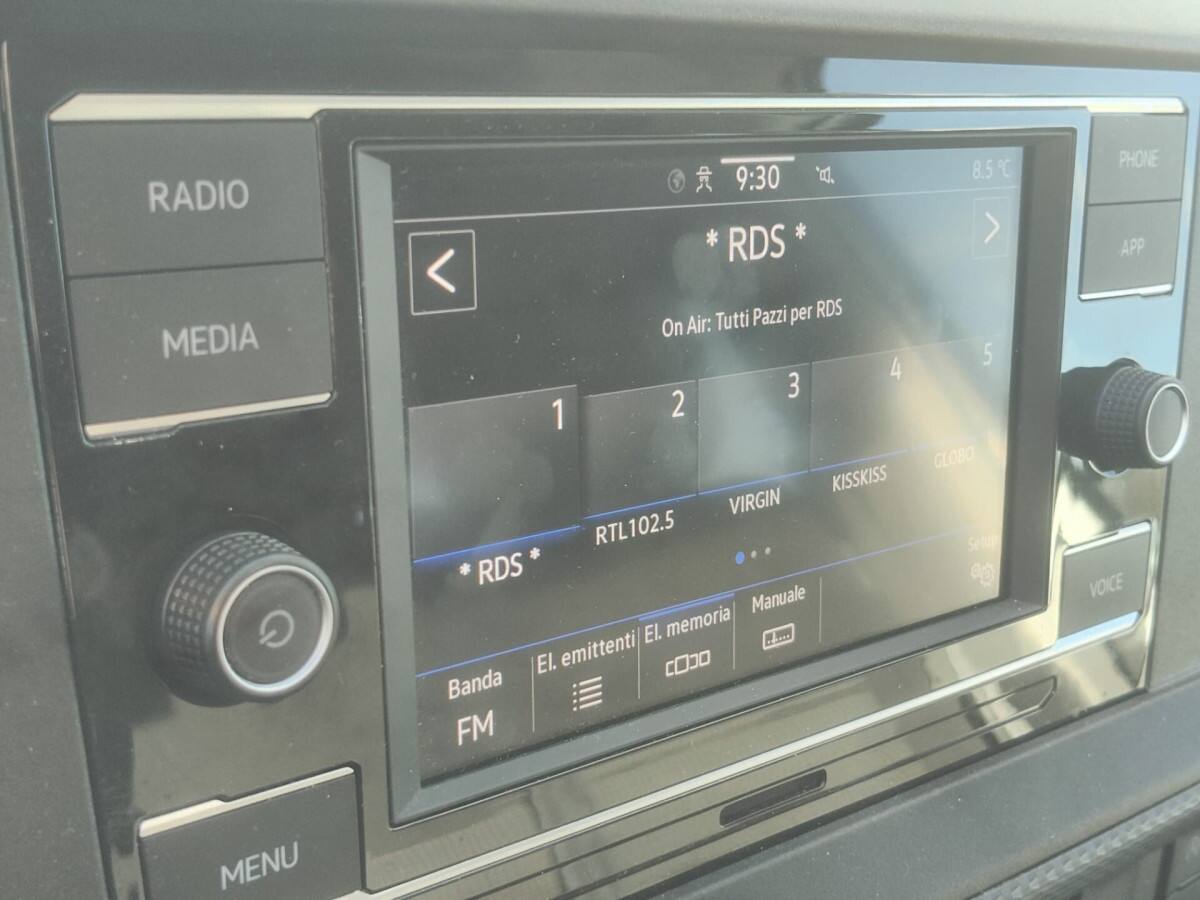 RADIO
MEDIA
MENU
PHONE
APP
VOICE
9:30
8.5 °C
* RDS *
On Air: Tutti Pazzi per RDS
1
2
3
4
5
* RDS *
RTL102.5
VIRGIN
KISSKISS
GLOBO
Banda
FM
El. emittenti
El. memoria
Manuale
Setup